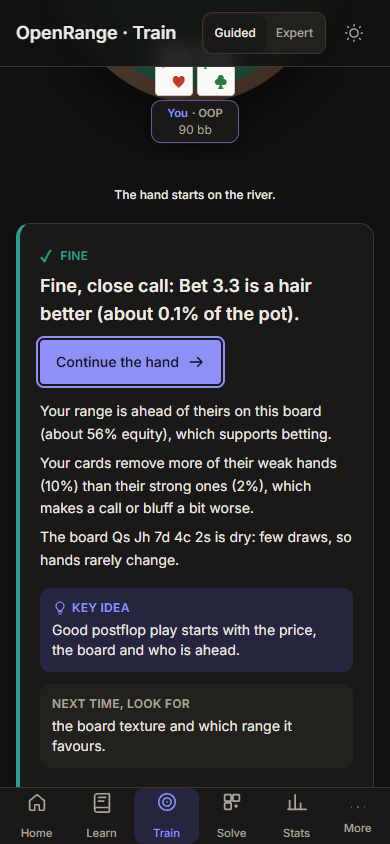 OpenRange · Train
Guided
Expert
You · OOP
90 bb
The hand starts on the river.
FINE
Fine, close call: Bet 3.3 is a hair
better (about 0.1% of the pot).
Continue the hand →
Your range is ahead of theirs on this board
(about 56% equity), which supports betting.
Your cards remove more of their weak hands
(10%) than their strong ones (2%), which
makes a call or bluff a bit worse.
The board Qs Jh 7d 4c 2s is dry: few draws, so
hands rarely change.
KEY IDEA
Good postflop play starts with the price,
the board and who is ahead.
NEXT TIME, LOOK FOR
the board texture and which range it
favours.
Home
Learn
Train
Solve
Stats
More